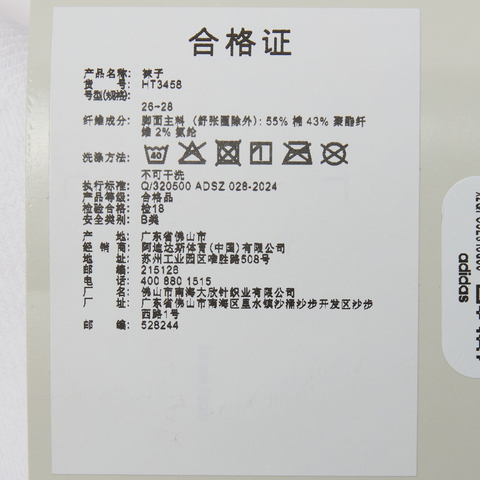 合格证
产品名称: 袜子
货 号: HT3458
号型(规格):
26-28
纤维成分: 脚面主料 (舒张圈除外): 55% 棉 43% 聚酯纤
维 2% 氨纶
洗涤方法: 40
不可干洗
执行标准: Q/320500 ADSZ 028-2024
产品等级: 合格品
检验合格: 检18
安全类别: B类
产 地: 广东省佛山市
经 销 商: 阿迪达斯体育(中国)有限公司
地 址: 苏州工业园区唯胜路508号
邮 编: 215126
电 话: 400 880 1515
厂 名: 佛山市南海大欣针织业有限公司
厂 址: 广东省佛山市南海区里水镇沙涌沙步开发区沙步
西路1号
邮 编: 528244
adidas